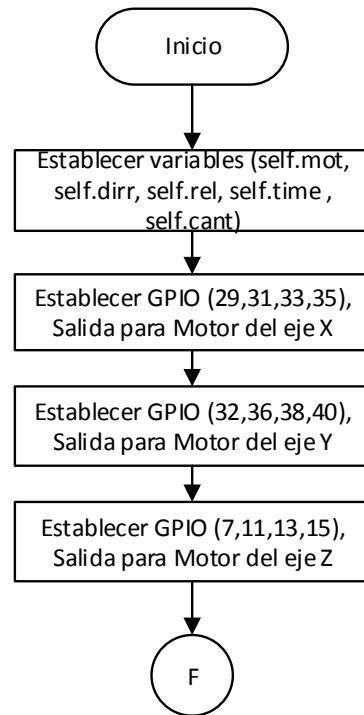 Inicio
Establecer variables (self.mot,
self.dirr, self.rel, self.time ,
self.cant)
Establecer GPIO (29,31,33,35),
Salida para Motor del eje X
Establecer GPIO (32,36,38,40),
Salida para Motor del eje Y
Establecer GPIO (7,11,13,15),
Salida para Motor del eje Z
F